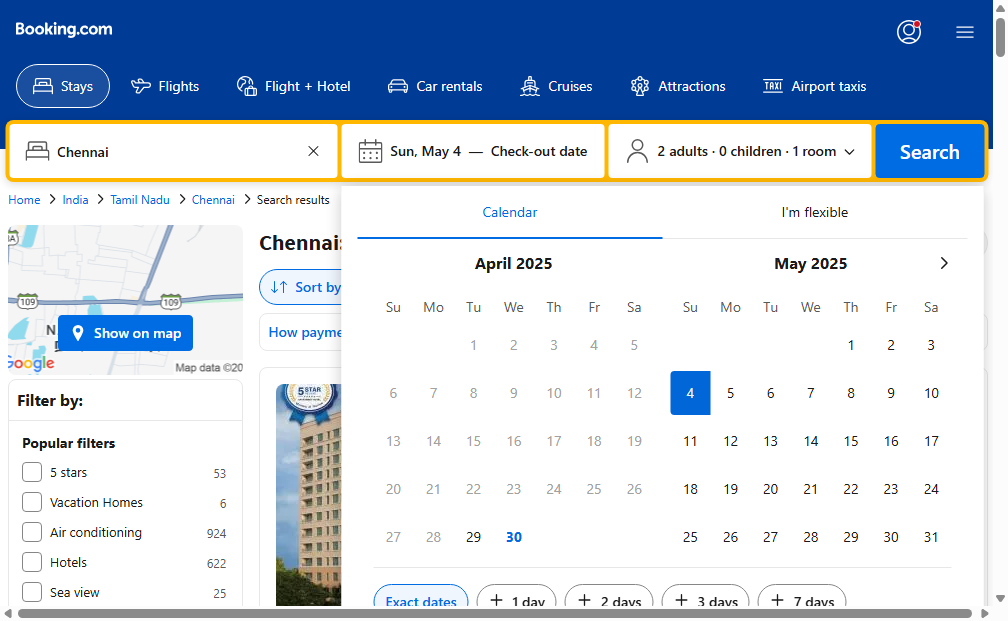 Booking.com
Stays
Flights
Flight + Hotel
Car rentals
Cruises
Attractions
TAXI
Airport taxis
Chennai
Sun, May 4 — Check-out date
2 adults · 0 children · 1 room
Search
Home
India
Tamil Nadu
Chennai
Search results
Calendar
I'm flexible
109
109
N
Show on map
Google
Map data ©20
Chennai:
Sort by
How payme
5 STAR
April 2025
Su Mo Tu We Th Fr Sa
1 2 3 4 5
6 7 8 9 10 11 12
13 14 15 16 17 18 19
20 21 22 23 24 25 26
27 28 29 30
May 2025
Su Mo Tu We Th Fr Sa
1 2 3
4 5 6 7 8 9 10
11 12 13 14 15 16 17
18 19 20 21 22 23 24
25 26 27 28 29 30 31
Exact dates
1 day
2 days
3 days
7 days
Filter by:
Popular filters
5 stars 53
Vacation Homes 6
Air conditioning 924
Hotels 622
Sea view 25